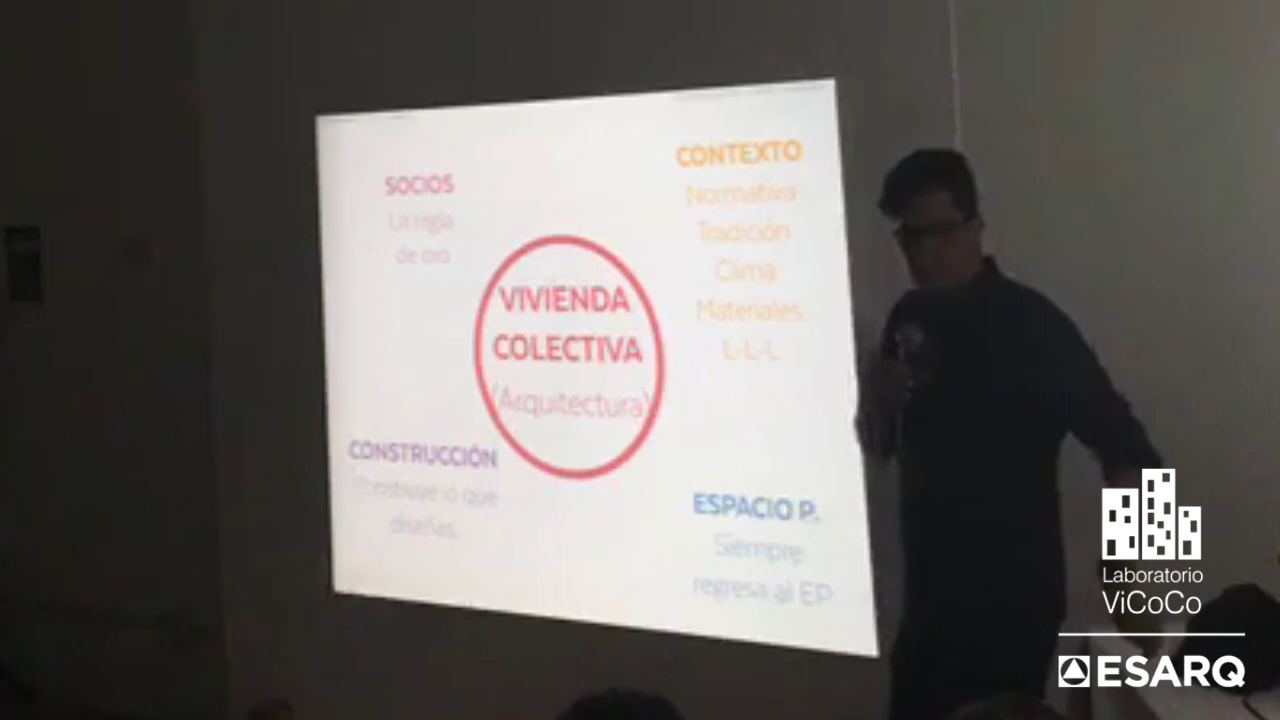 SOCIOS
La regla
de oro
CONTEXTO
Normativa
Tradición
Clima
Materiales
L-L-L
VIVIENDA
COLECTIVA
(Arquitectura)
CONSTRUCCIÓN
lo que
diseñas.
ESPACIO P.
Siempre
regresa al EP
Laboratorio
ViCoCo
ESARQ